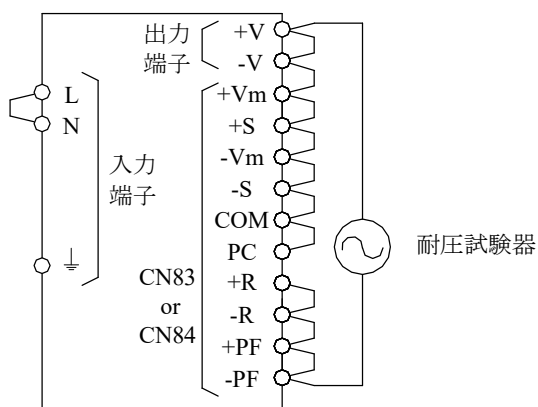 出力
端子
+V
-V
L
N
入力
端子
+Vm
+S
-Vm
-S
COM
PC
+R
-R
+PF
-PF
CN83
or
CN84
耐圧試験器